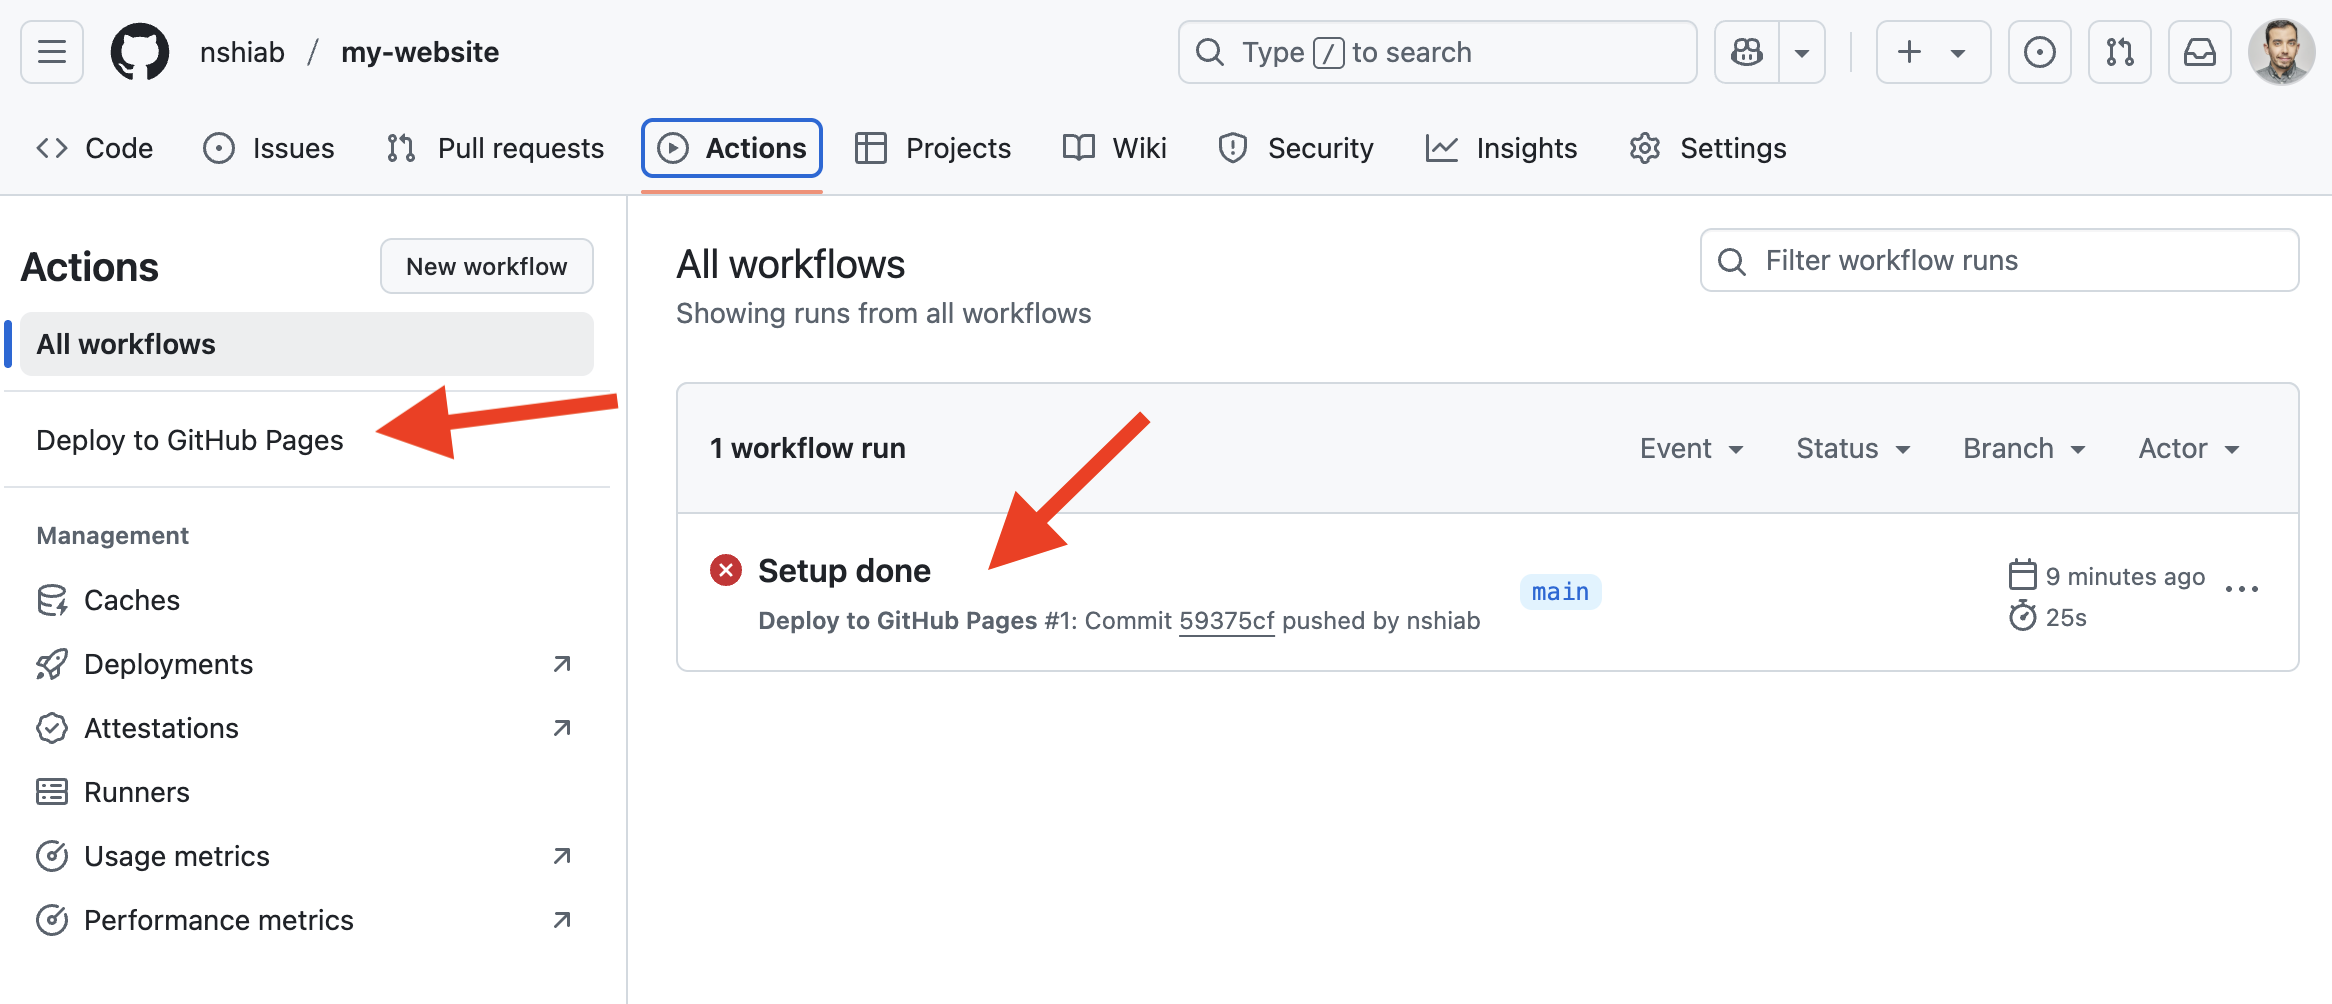 nshiab / my-website
Type / to search
Code
Issues
Pull requests
Actions
Projects
Wiki
Security
Insights
Settings
Actions
New workflow
All workflows
Deploy to GitHub Pages
Management
Caches
Deployments
Attestations
Runners
Usage metrics
Performance metrics
All workflows
Showing runs from all workflows
Filter workflow runs
1 workflow run
Event
Status
Branch
Actor
Setup done
Deploy to GitHub Pages #1: Commit 59375cf pushed by nshiab
main
9 minutes ago
25s